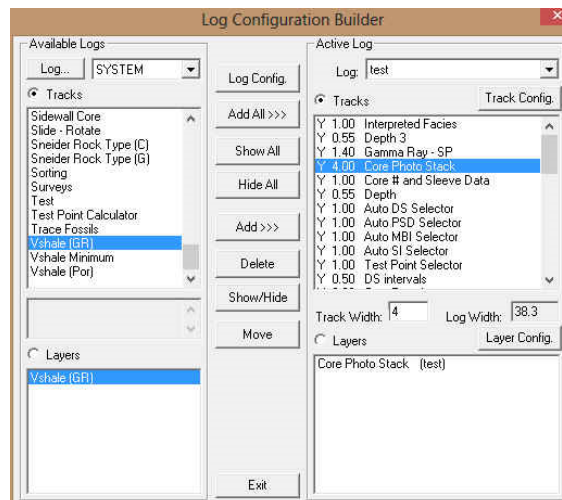 Log Configuration Builder
Available Logs
Log...
SYSTEM
Tracks
Sidewall Core
Slide - Rotate
Sneider Rock Type (C)
Sneider Rock Type (G)
Sorting
Surveys
Test
Test Point Calculator
Trace Fossils
Vshale (GR)
Vshale Minimum
Vshale (Por)
Layers
Vshale (GR)
Log Config.
Add All >>>
Show All
Hide All
Add >>>
Delete
Show/Hide
Move
Exit
Active Log
Log: test
Tracks
Track Config.
Y 1.00 Interpreted Facies
Y 0.55 Depth 3
Y 1.40 Gamma Ray - SP
Y 4.00 Core Photo Stack
Y 1.00 Core # and Sleeve Data
Y 0.55 Depth
Y 1.00 Auto DS Selector
Y 1.00 Auto PSD Selector
Y 1.00 Auto MBI Selector
Y 1.00 Auto SI Selector
Y 1.00 Test Point Selector
Y 0.50 DS intervals
Track Width: 4
Log Width: 38.3
Layers
Layer Config.
Core Photo Stack (test)